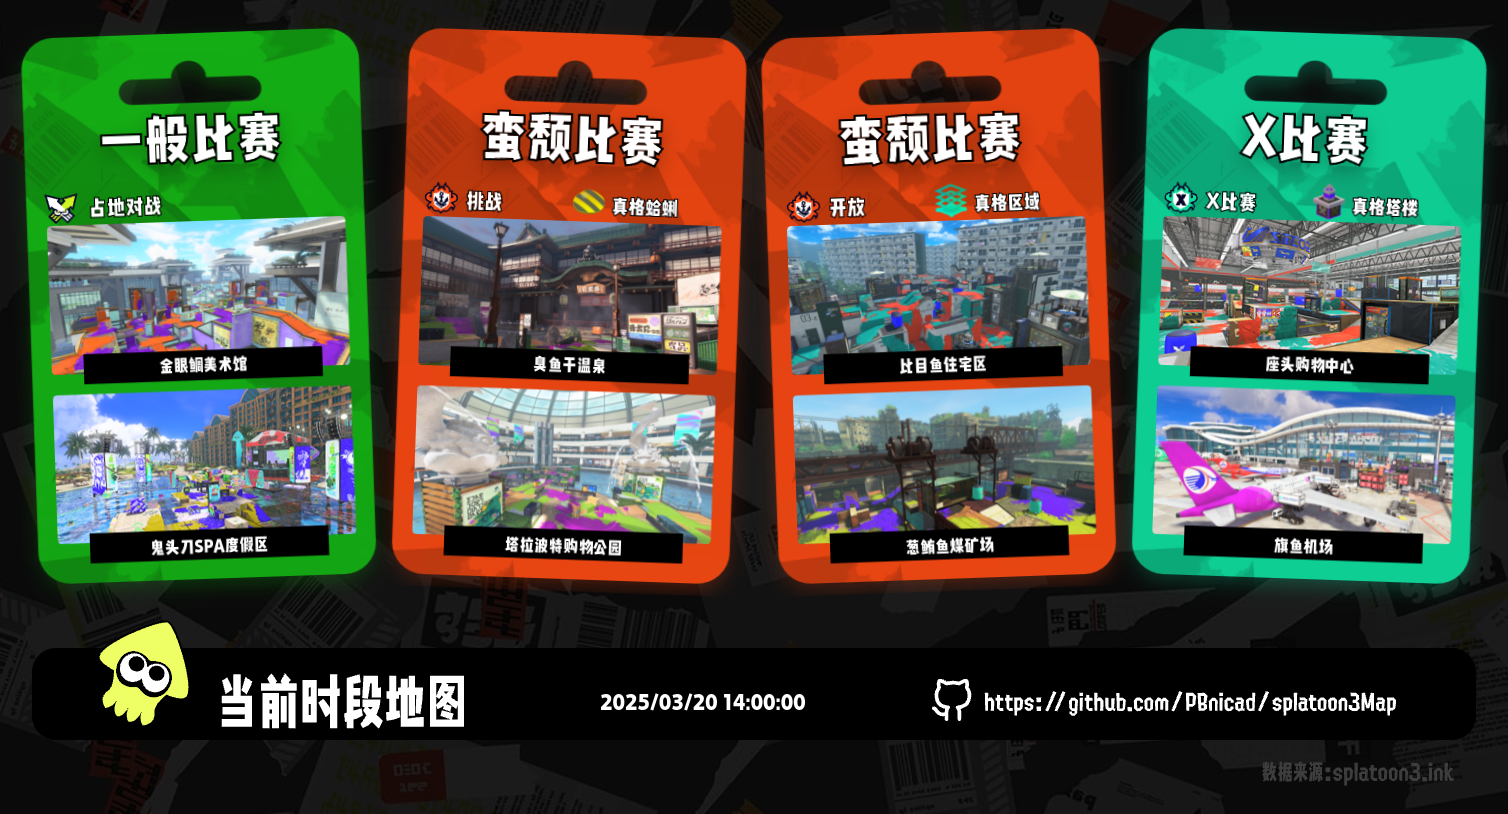 一般比赛
占地对战
金眼鲷美术馆
鬼头刀SPA度假区
蛮颓比赛
挑战
真格蛤蜊
臭鱼干温泉
塔拉波特购物公园
蛮颓比赛
开放
真格区域
比目鱼住宅区
葱鲔鱼煤矿场
X比赛
X比赛
真格塔楼
座头购物中心
旗鱼机场
当前时段地图
2025/03/20 14:00:00
https://github.com/PBnicad/splatoon3Map
数据来源:splatoon3.ink